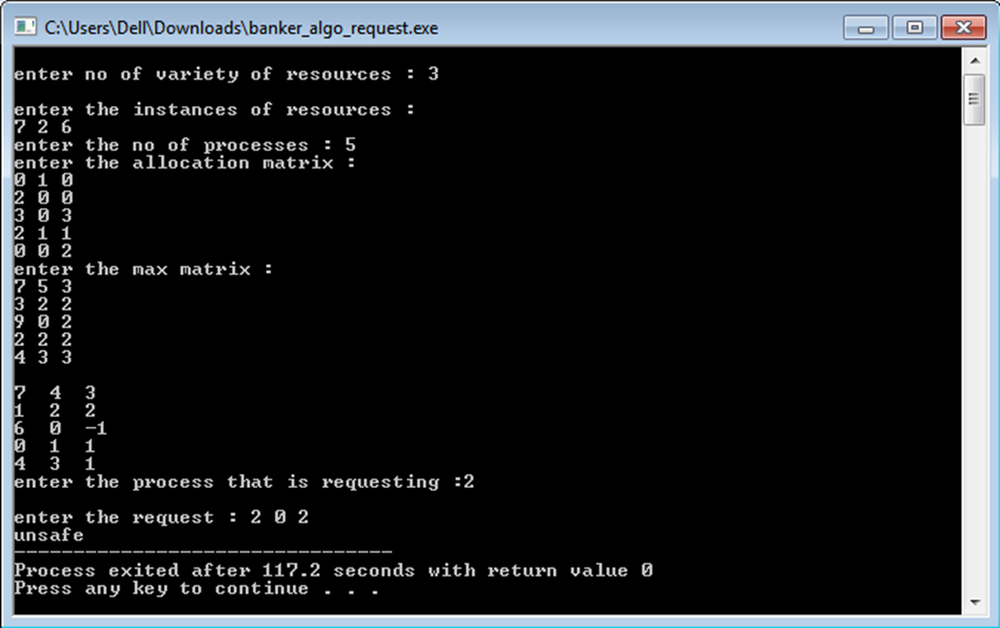 C:\Users\Dell\Downloads\banker_algo_request.exe
enter no of variety of resources : 3
enter the instances of resources :
7 2 6
enter the no of processes : 5
enter the allocation matrix :
0 1 0
2 0 0
3 0 3
2 1 1
0 0 2
enter the max matrix :
7 5 3
3 2 2
9 0 2
2 2 2
4 3 3
7  4  3
1  2  2
6  0  -1
0  1  1
4  3  1
enter the process that is requesting :2
enter the request : 2 0 2
unsafe
--------------------------------
Process exited after 117.2 seconds with return value 0
Press any key to continue . . .